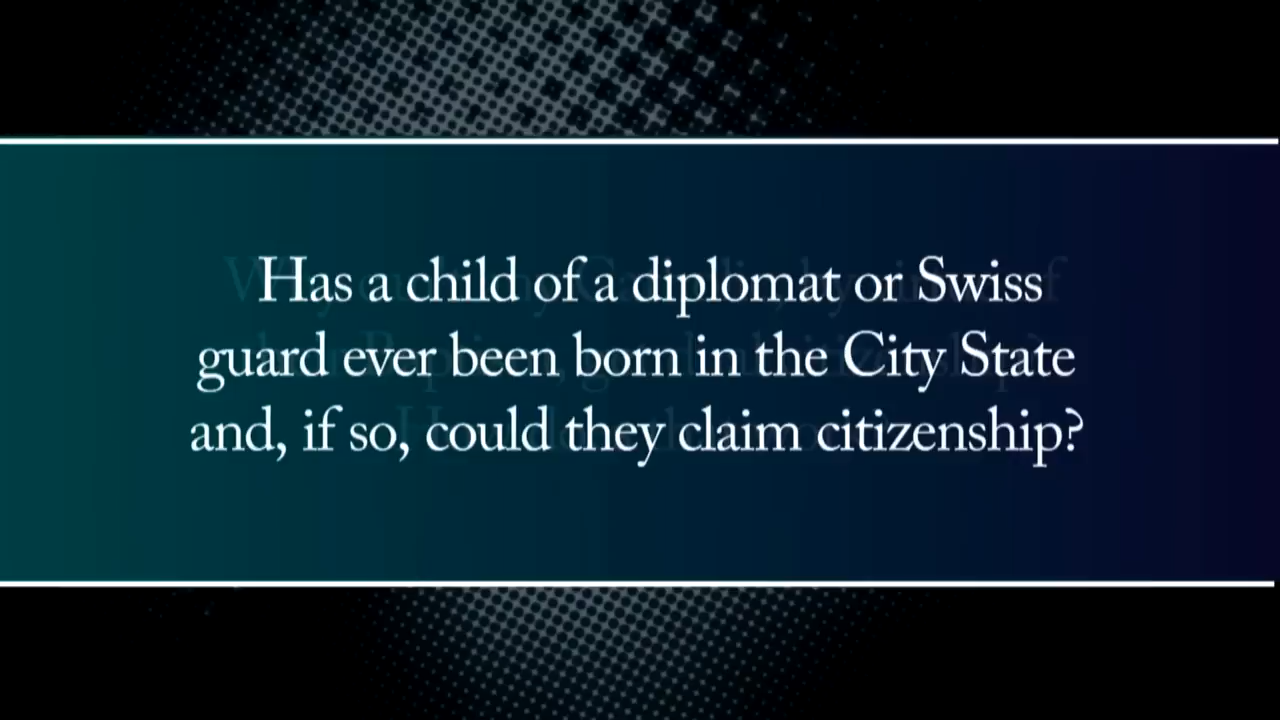 Has a child of a diplomat or Swiss
guard ever been born in the City State
and, if so, could they claim citizenship?